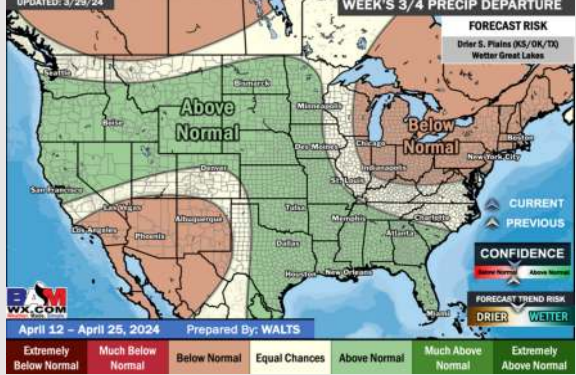 UPDATED: 3/29/24
WEEK'S 3/4 PRECIP DEPARTURE
FORECAST RISK
Drier S. Plains (KS/OK/TX)
Wetter Great Lakes
Seattle
Bismarck
Above
Normal
Minneapolis
Boise
Below
Normal
Boston
Des Moines
Chicago
New York City
Indianapolis
Denver
St. Louis
San Francisco
Las Vegas
CURRENT
Los Angeles
Albuquerque
Tulsa
Memphis
Charlotte
PREVIOUS
Phoenix
Atlanta
Dallas
CONFIDENCE
Below Normal
Above Normal
Houston
New Orleans
FORECAST TREND RISK
DRIER
WETTER
Miami
BAM
WX.COM
April 12 – April 25, 2024
Prepared By: WALTS
Extremely
Below Normal
Much Below
Normal
Below Normal
Equal Chances
Above Normal
Much Above
Normal
Extremely
Above Normal